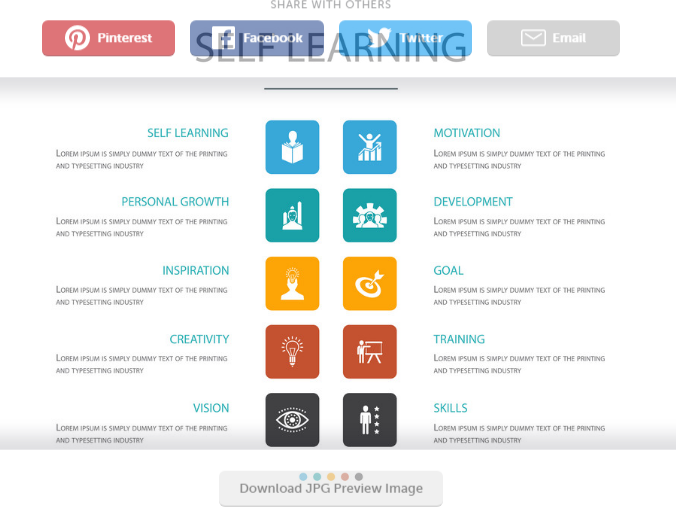 SHARE WITH OTHERS
Pinterest
Facebook
Twitter
Email
SELF LEARNING
SELF LEARNING
LOREM IPSUM IS SIMPLY DUMMY TEXT OF THE PRINTING
AND TYPESETTING INDUSTRY
MOTIVATION
LOREM IPSUM IS SIMPLY DUMMY TEXT OF THE PRINTING
AND TYPESETTING INDUSTRY
PERSONAL GROWTH
LOREM IPSUM IS SIMPLY DUMMY TEXT OF THE PRINTING
AND TYPESETTING INDUSTRY
DEVELOPMENT
LOREM IPSUM IS SIMPLY DUMMY TEXT OF THE PRINTING
AND TYPESETTING INDUSTRY
INSPIRATION
LOREM IPSUM IS SIMPLY DUMMY TEXT OF THE PRINTING
AND TYPESETTING INDUSTRY
GOAL
LOREM IPSUM IS SIMPLY DUMMY TEXT OF THE PRINTING
AND TYPESETTING INDUSTRY
CREATIVITY
LOREM IPSUM IS SIMPLY DUMMY TEXT OF THE PRINTING
AND TYPESETTING INDUSTRY
TRAINING
LOREM IPSUM IS SIMPLY DUMMY TEXT OF THE PRINTING
AND TYPESETTING INDUSTRY
VISION
LOREM IPSUM IS SIMPLY DUMMY TEXT OF THE PRINTING
AND TYPESETTING INDUSTRY
SKILLS
LOREM IPSUM IS SIMPLY DUMMY TEXT OF THE PRINTING
AND TYPESETTING INDUSTRY
Download JPG Preview Image